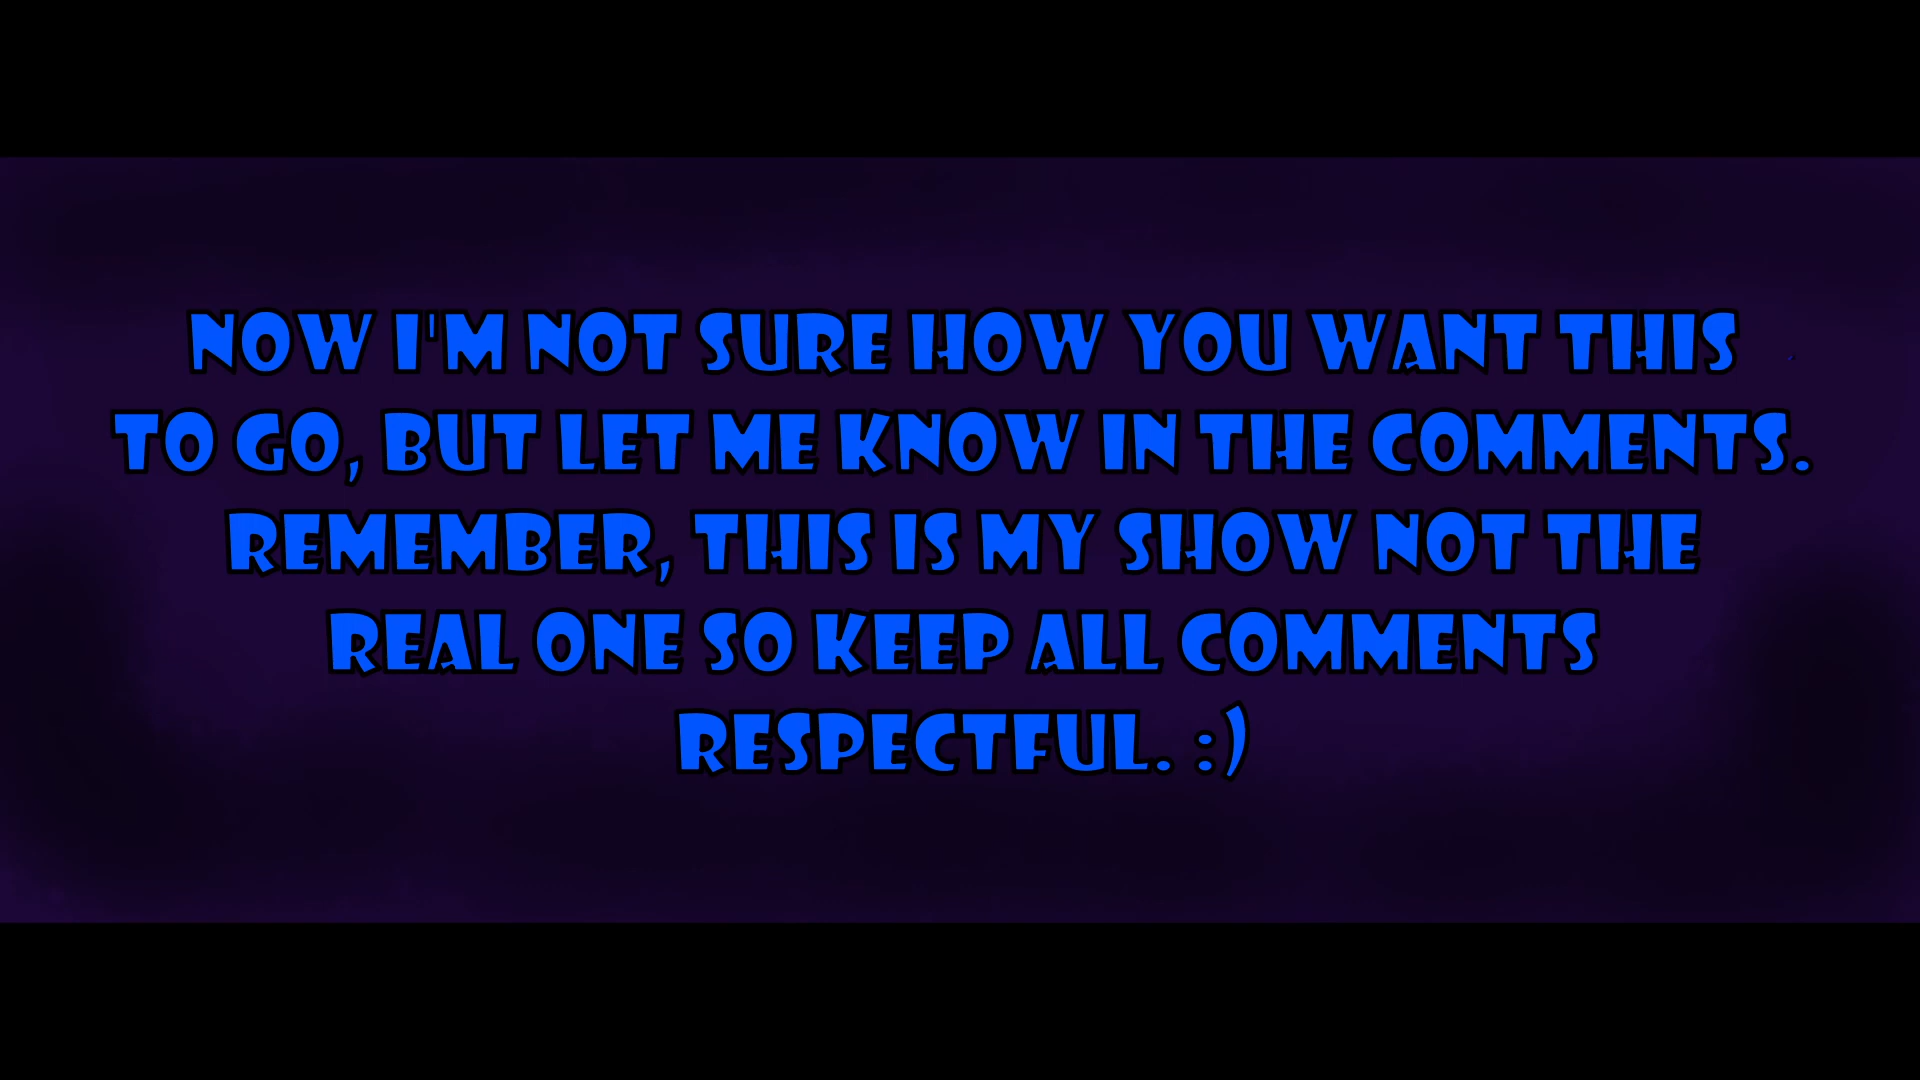 NOW I'M NOT SURE HOW YOU WANT THIS
TO GO, BUT LET ME KNOW IN THE COMMENTS.
REMEMBER, THIS IS MY SHOW NOT THE
REAL ONE SO KEEP ALL COMMENTS
RESPECTFUL. :)